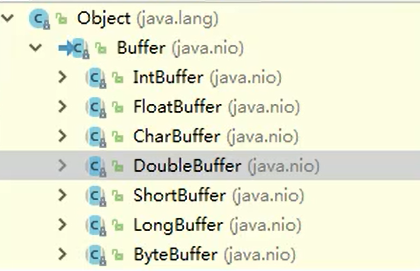 Object (java.lang)
Buffer (java.nio)
IntBuffer (java.nio)
FloatBuffer (java.nio)
CharBuffer (java.nio)
DoubleBuffer (java.nio)
ShortBuffer (java.nio)
LongBuffer (java.nio)
ByteBuffer (java.nio)